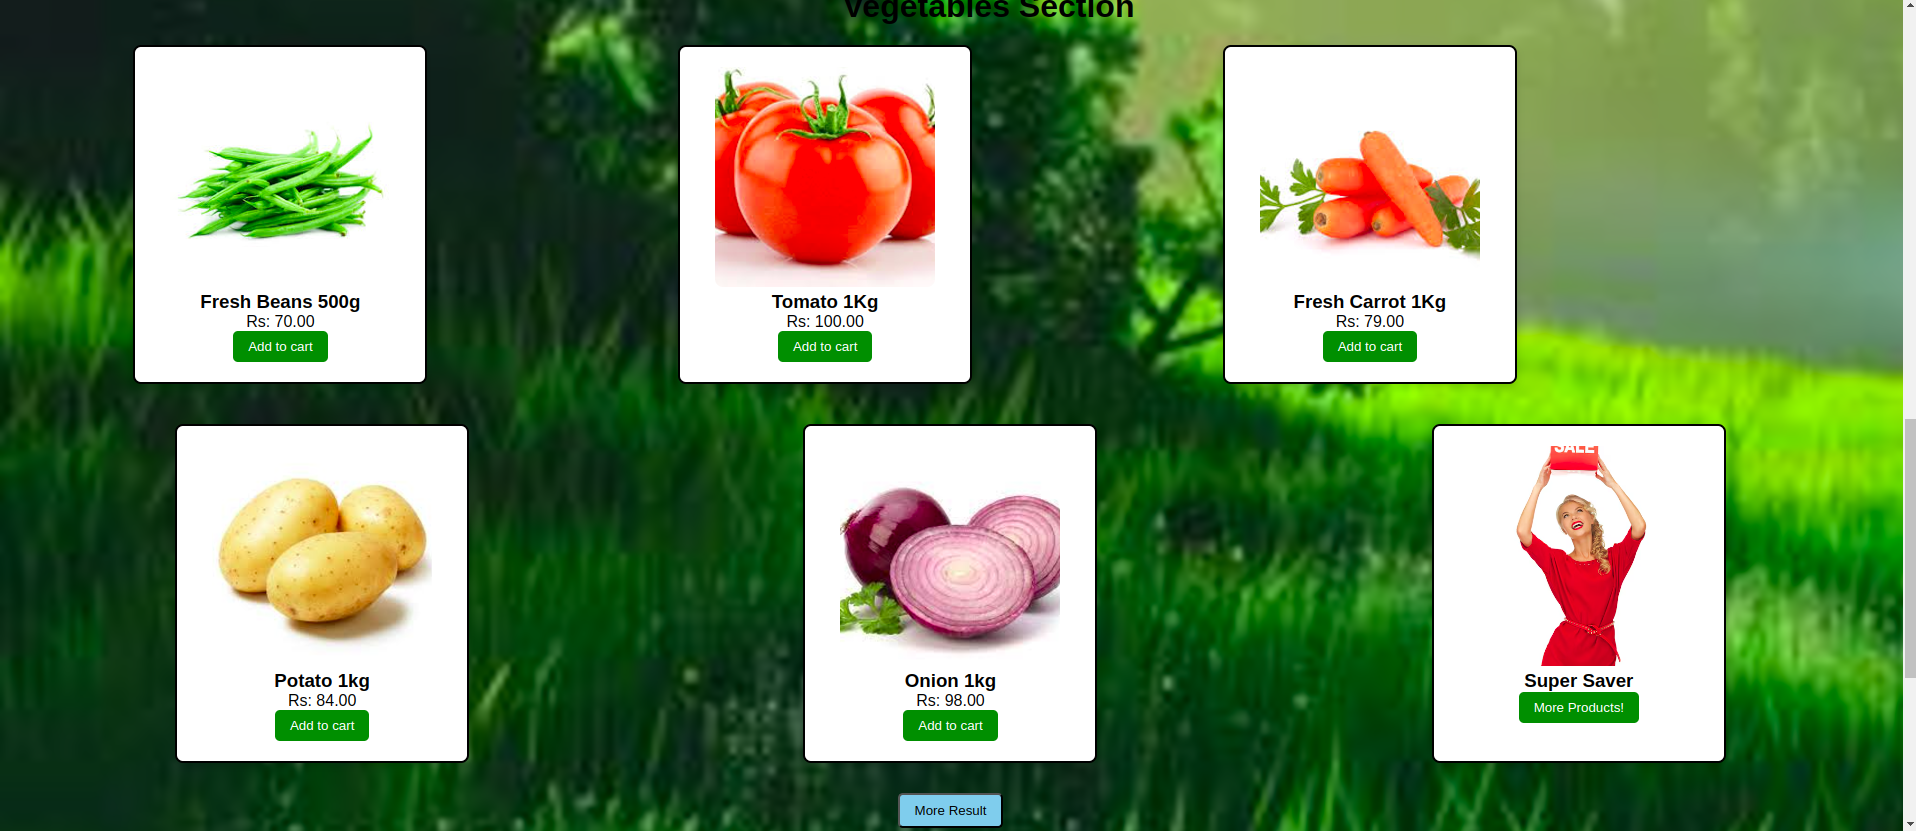 Vegetables Section
Fresh Beans 500g
Rs: 70.00
Add to cart
Tomato 1Kg
Rs: 100.00
Add to cart
Fresh Carrot 1Kg
Rs: 79.00
Add to cart
Potato 1kg
Rs: 84.00
Add to cart
Onion 1kg
Rs: 98.00
Add to cart
SALE
Super Saver
More Products!
More Result